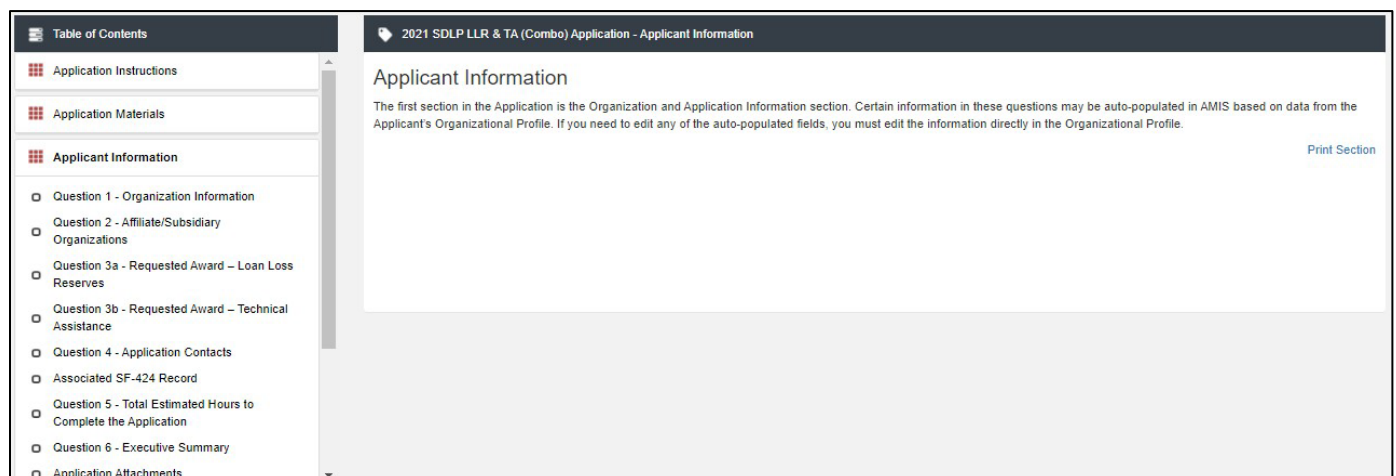 Table of Contents
Application Instructions
Application Materials
Applicant Information
Question 1 - Organization Information
Question 2 - Affiliate/Subsidiary
Organizations
Question 3a - Requested Award – Loan Loss
Reserves
Question 3b - Requested Award – Technical
Assistance
Question 4 - Application Contacts
Associated SF-424 Record
Question 5 - Total Estimated Hours to
Complete the Application
Question 6 - Executive Summary
Application Attachments
2021 SDLP LLR & TA (Combo) Application - Applicant Information
Applicant Information
The first section in the Application is the Organization and Application Information section. Certain information in these questions may be auto-populated in AMIS based on data from the
Applicant's Organizational Profile. If you need to edit any of the auto-populated fields, you must edit the information directly in the Organizational Profile.
Print Section